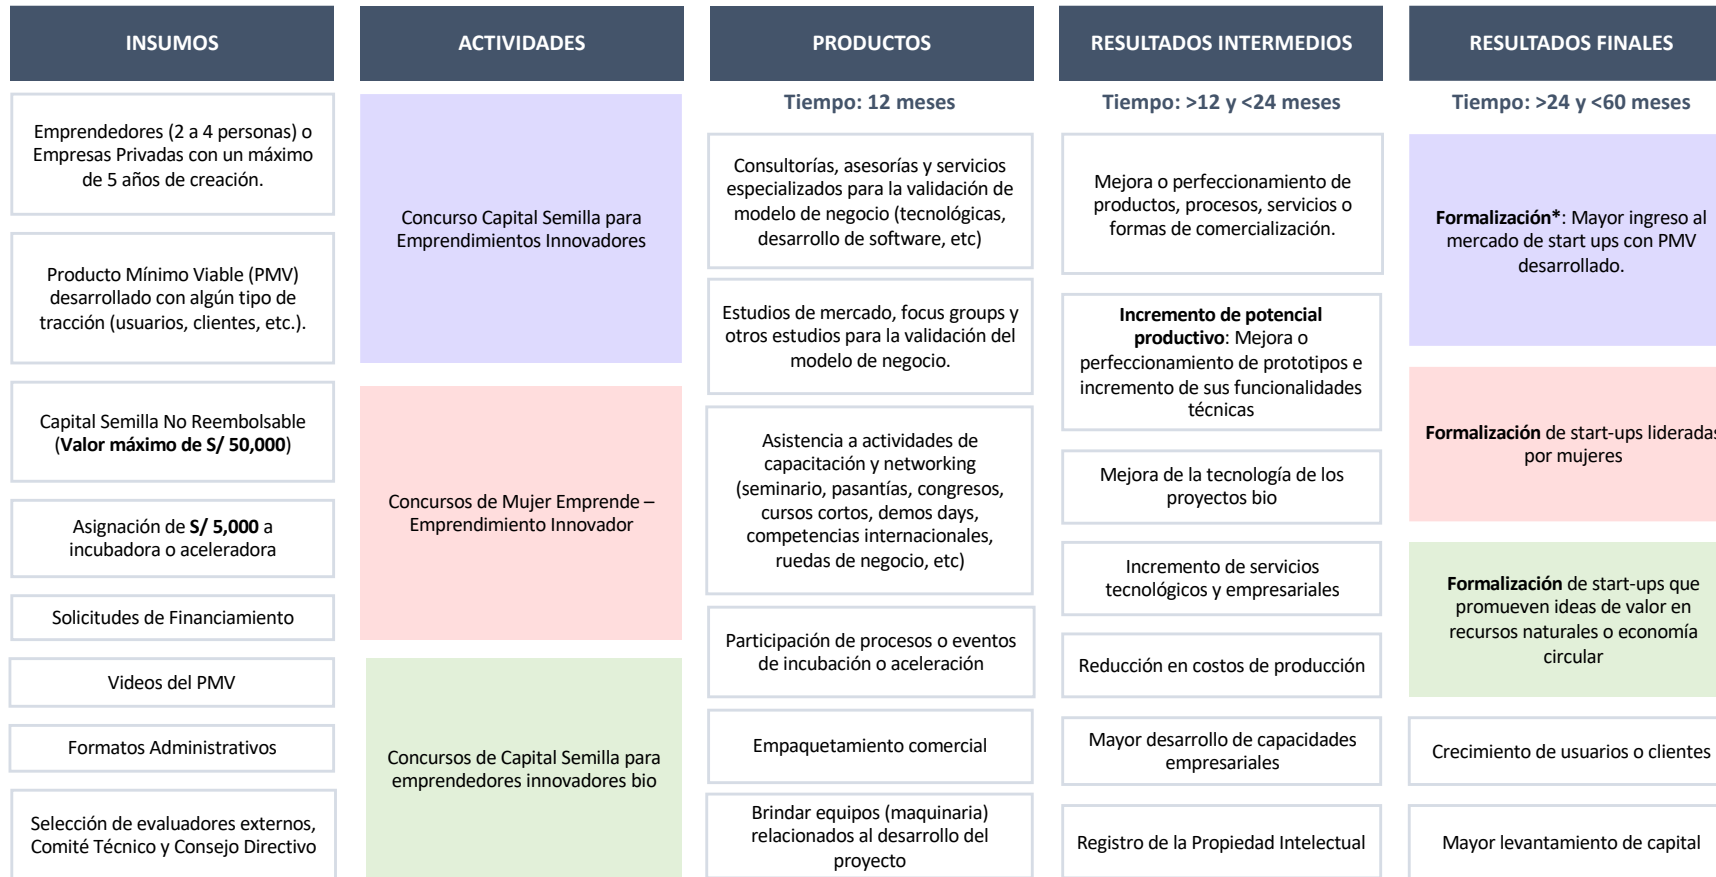 INSUMOS
Emprendedores (2 a 4 personas) o
Empresas Privadas con un máximo
de 5 años de creación.
Producto Mínimo Viable (PMV)
desarrollado con algún tipo de
tracción (usuarios, clientes, etc.).
Capital Semilla No Reembolsable
(Valor máximo de S/ 50,000)
Asignación de S/ 5,000 a
incubadora o aceleradora
Solicitudes de Financiamiento
Videos del PMV
Formatos Administrativos
Selección de evaluadores externos,
Comité Técnico y Consejo Directivo
ACTIVIDADES
Concurso Capital Semilla para
Emprendimientos Innovadores
Concursos de Mujer Emprende –
Emprendimiento Innovador
Concursos de Capital Semilla para
emprendedores innovadores bio
PRODUCTOS
Tiempo: 12 meses
Consultorías, asesorías y servicios
especializados para la validación de
modelo de negocio (tecnológicas,
desarrollo de software, etc)
Estudios de mercado, focus groups y
otros estudios para la validación del
modelo de negocio.
Asistencia a actividades de
capacitación y networking
(seminario, pasantías, congresos,
cursos cortos, demos days,
competencias internacionales,
ruedas de negocio, etc)
Participación de procesos o eventos
de incubación o aceleración
Empaquetamiento comercial
Brindar equipos (maquinaria)
relacionados al desarrollo del
proyecto
RESULTADOS INTERMEDIOS
Tiempo: >12 y <24 meses
Mejora o perfeccionamiento de
productos, procesos, servicios o
formas de comercialización.
Incremento de potencial
productivo: Mejora o
perfeccionamiento de prototipos e
incremento de sus funcionalidades
técnicas
Mejora de la tecnología de los
proyectos bio
Incremento de servicios
tecnológicos y empresariales
Reducción en costos de producción
Mayor desarrollo de capacidades
empresariales
Registro de la Propiedad Intelectual
RESULTADOS FINALES
Tiempo: >24 y <60 meses
Formalización*: Mayor ingreso al
mercado de start ups con PMV
desarrollado.
Formalización de start-ups lideradas
por mujeres
Formalización de start-ups que
promueven ideas de valor en
recursos naturales o economía
circular
Crecimiento de usuarios o clientes
Mayor levantamiento de capital